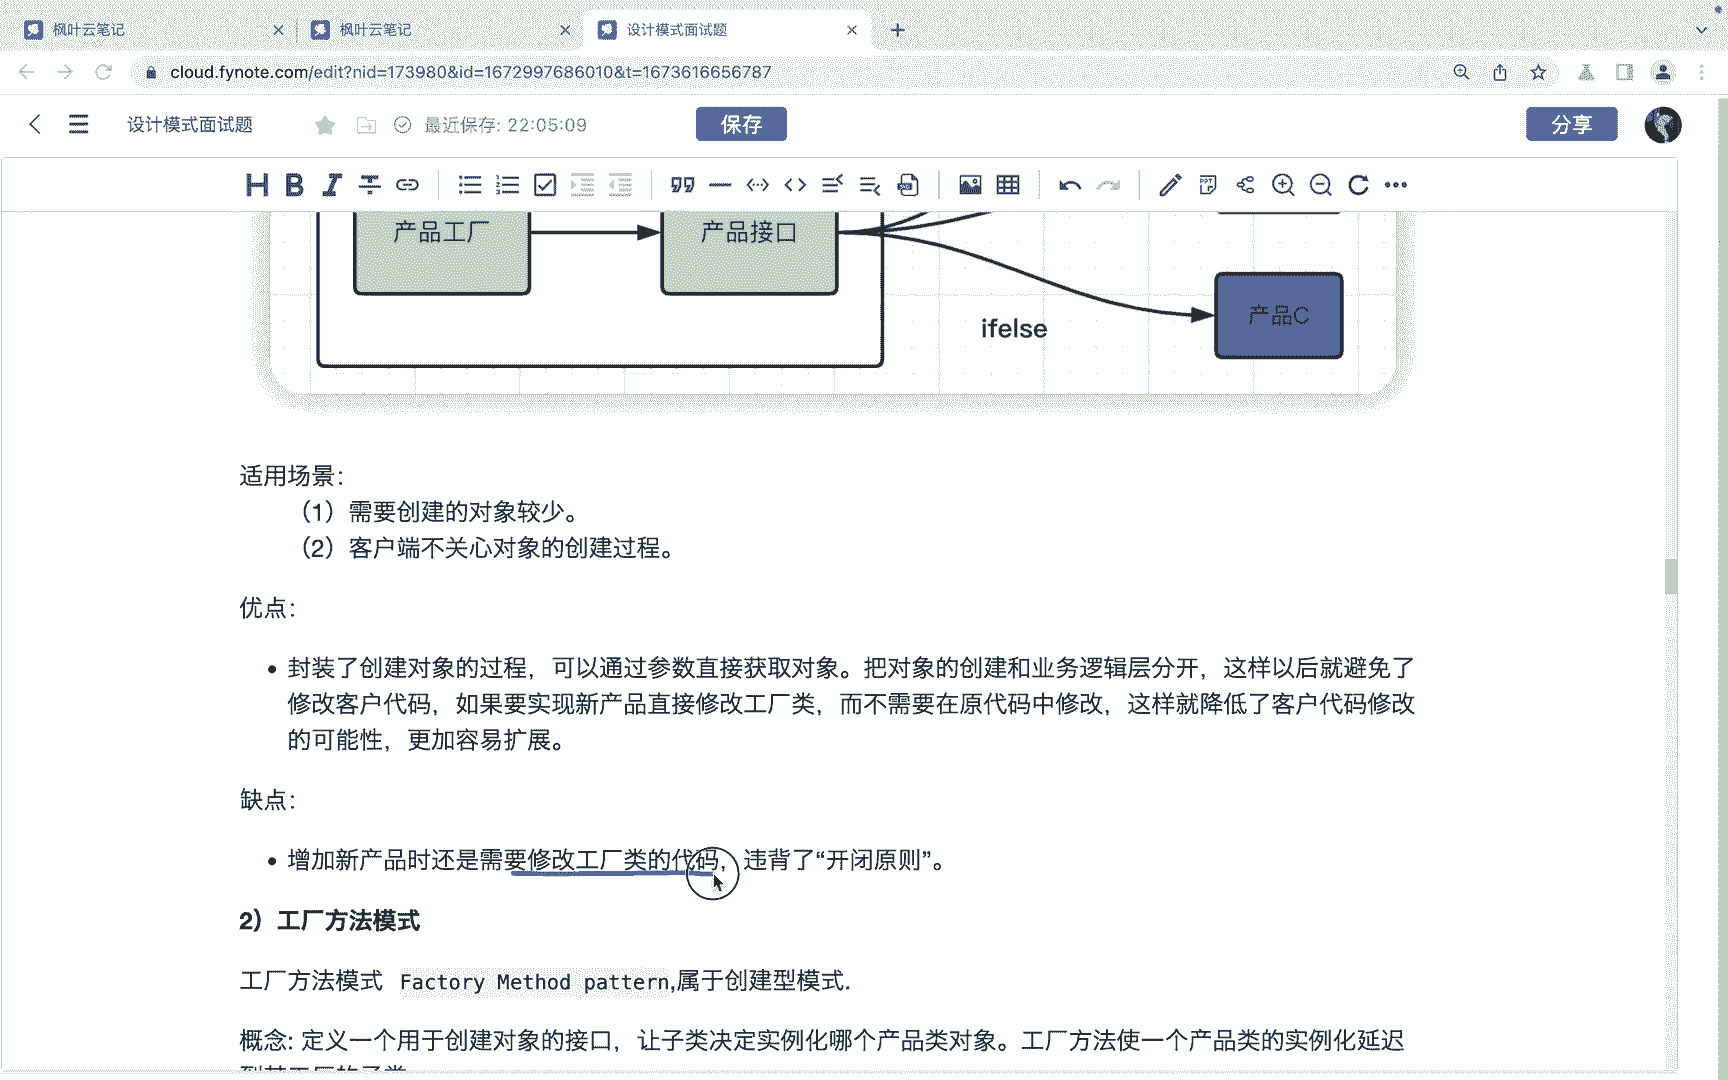 枫叶云笔记
枫叶云笔记
设计模式面试题
cloud.fynote.com/edit?nid=173980&id=1672997686010&t=1673616656787
设计模式面试题
最近保存: 22:05:09
保存
分享
产品工厂
产品接口
产品C
ifelse
适用场景：
（1）需要创建的对象较少。
（2）客户端不关心对象的创建过程。
优点：
封装了创建对象的过程，可以通过参数直接获取对象。把对象的创建和业务逻辑层分开，这样以后就避免了
修改客户代码，如果要实现新产品直接修改工厂类，而不需要在原代码中修改，这样就降低了客户代码修改
的可能性，更加容易扩展。
缺点：
增加新产品时还是需要修改工厂类的代码，违背了“开闭原则”。
2）工厂方法模式
工厂方法模式 Factory Method pattern,属于创建型模式.
概念: 定义一个用于创建对象的接口，让子类决定实例化哪个产品类对象。工厂方法使一个产品类的实例化延迟